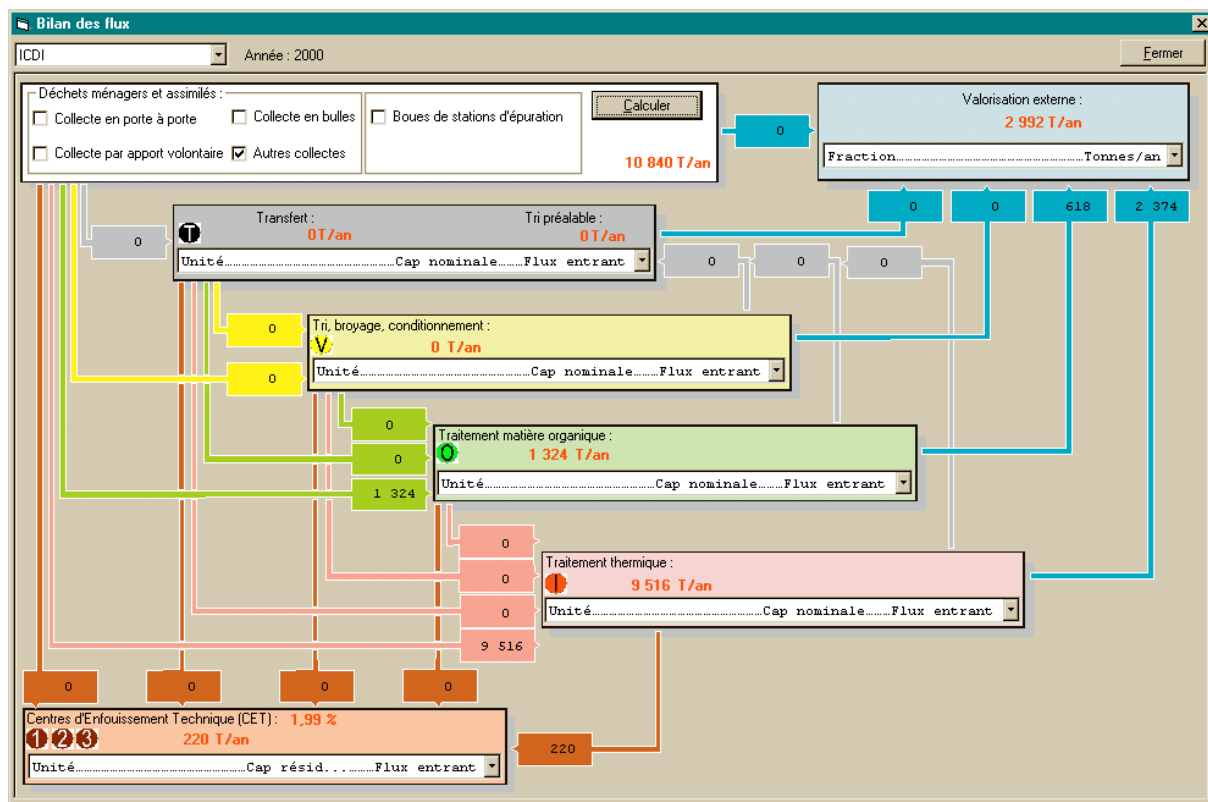 Bilan des flux
ICDI Année : 2000 Fermer
Déchets ménagers et assimilés :
Collecte en porte à porte Collecte en bulles Boues de stations d'épuration Calculer
Collecte par apport volontaire Autres collectes
10 840 T/an
0
Valorisation externe :
2 992 T/an
Fraction...........................................................Tonnes/an
0 0 618 2 374
0
T
Transfert : Tri préalable :
0T/an 0T/an
Unité.....................................................Cap nominale........Flux entrant
0 0 0
0
Tri, broyage, conditionnement :
V 0 T/an
0
Unité.....................................................Cap nominale........Flux entrant
0
0
1 324
Traitement matière organique :
O 1 324 T/an
Unité.....................................................Cap nominale........Flux entrant
0
0
0
9 516
Traitement thermique :
I 9 516 T/an
Unité.....................................................Cap nominale........Flux entrant
0 0 0 0
Centres d'Enfouissement Technique (CET) : 1,99 %
1 2 3 220 T/an
Unité.....................................................Cap résid.........Flux entrant
220